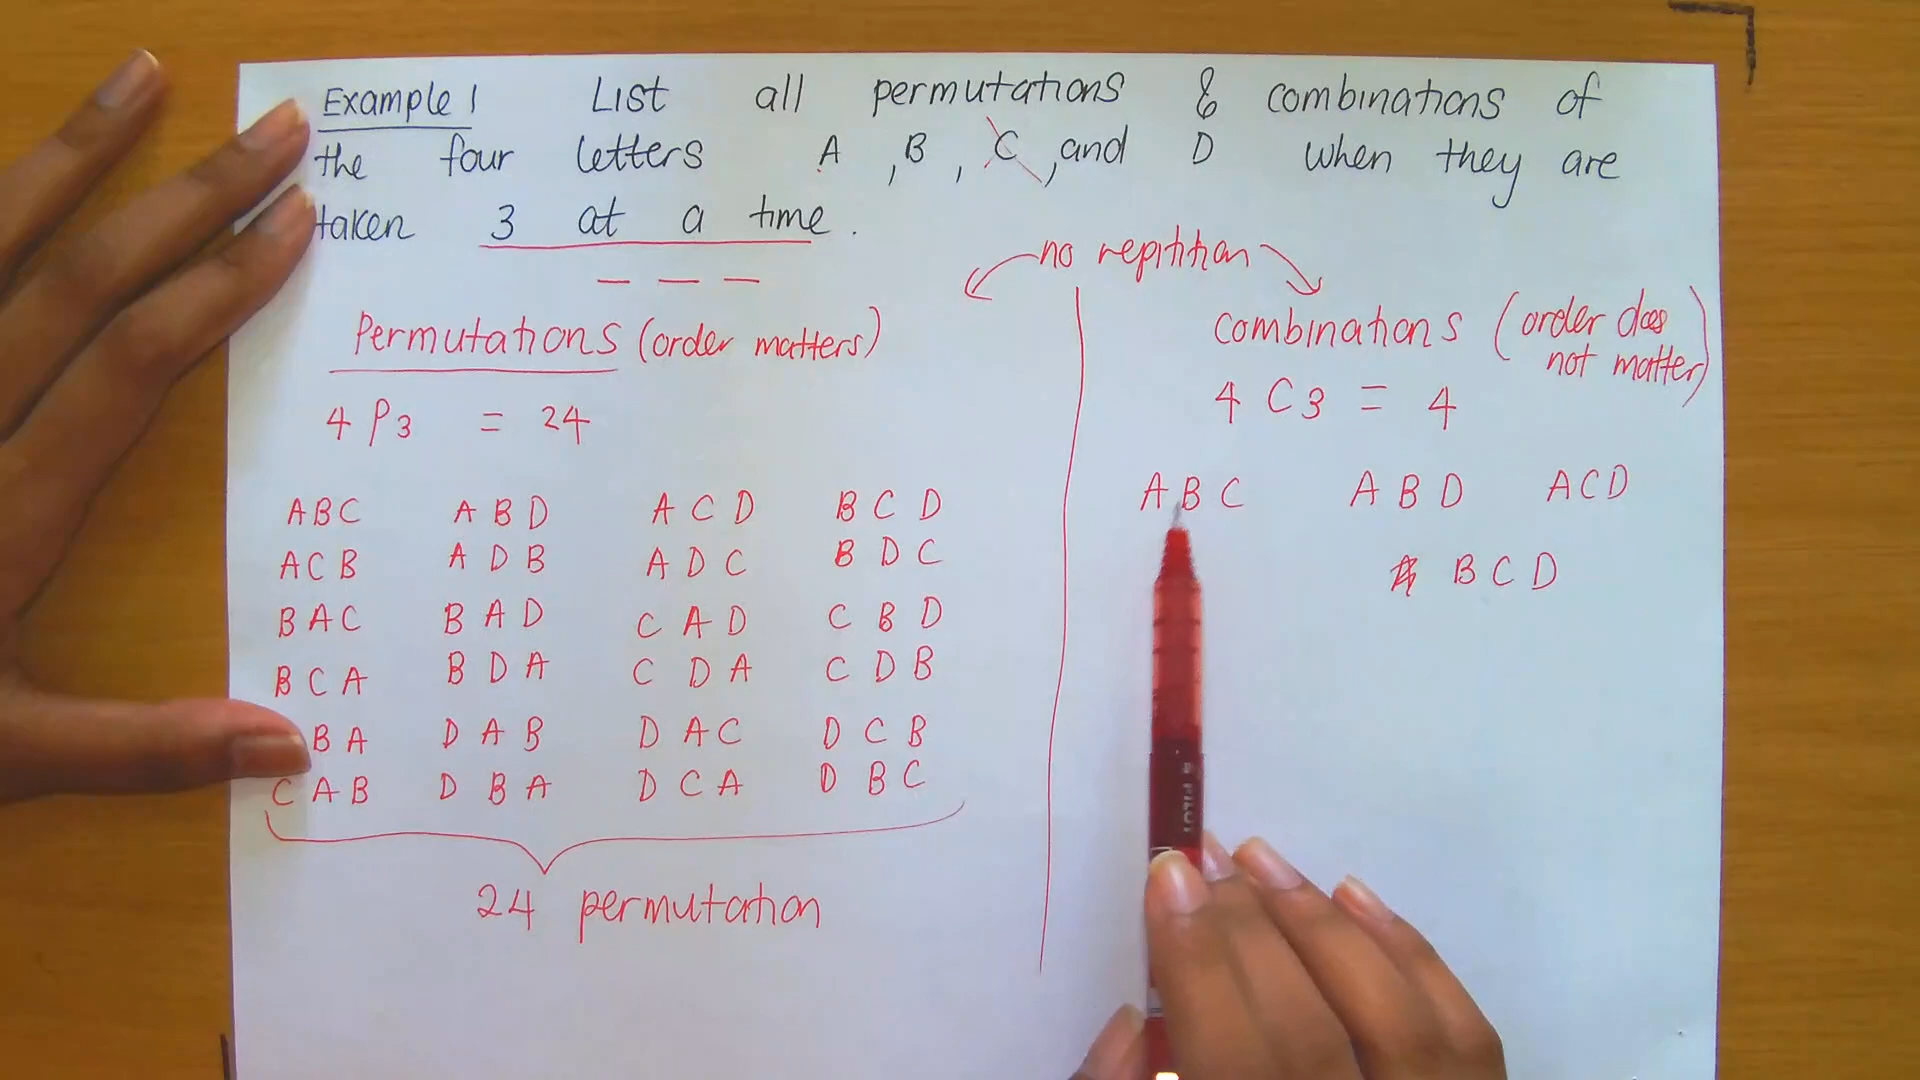 Example 1 List all permutations & combinations of
the four letters A , B , C , and D when they are
taken 3 at a time .
no repitition
Permutations (order matters)
4 P3 = 24
ABC ABD ACD BCD
ACB ADB ADC BDC
BAC BAD CAD CBD
BCA BDA CDA CDB
BA DAB DAC DCB
CAB DBA DCA DBC
24 permutation
combinations (order does
not matter)
4 C3 = 4
ABC ABD ACD
BCD
PILOT